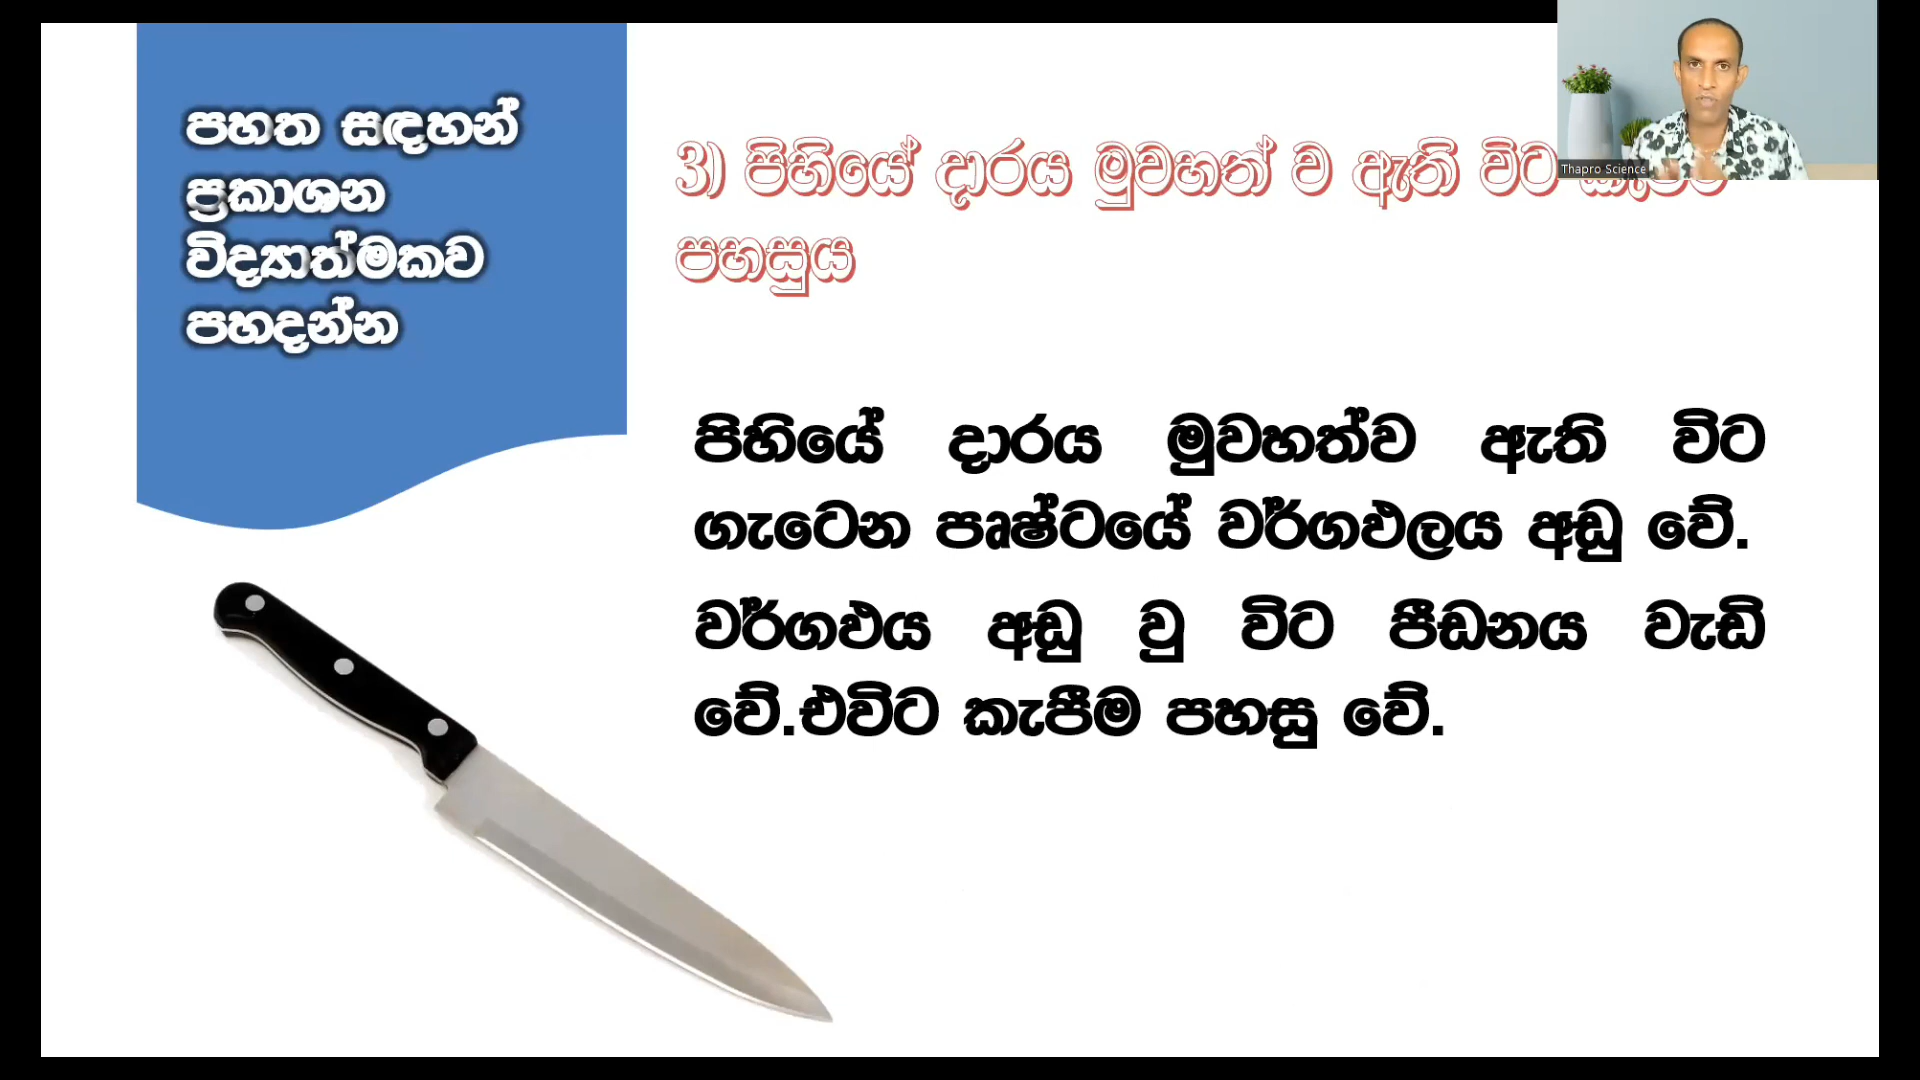 පහත සඳහන්
ප්‍රකාශන
විද්‍යාත්මකව
පහදන්න
3) පිහියේ දාරය මුවහත් ව ඇති විට
පහසුය
පිහියේ දාරය මුවහත්ව ඇති විට
ගැටෙන පෘෂ්ටයේ වර්ගඵලය අඩු වේ.
වර්ගඵය අඩු වු විට පීඩනය වැඩි
වේ.එවිට කැපීම පහසු වේ.
Thapro Science